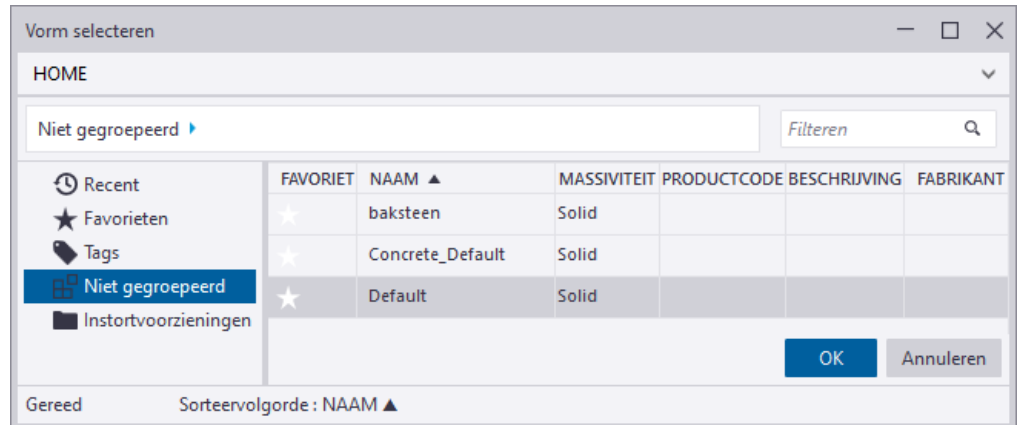 Vorm selecteren
HOME
Niet gegroepeerd
Filteren
Recent
Favorieten
Tags
Niet gegroepeerd
Instortvoorzieningen
FAVORIET NAAM ▲ MASSIVITEIT PRODUCTCODE BESCHRIJVING FABRIKANT
baksteen Solid
Concrete_Default Solid
Default Solid
OK Annuleren
Gereed Sorteervolgorde : NAAM ▲